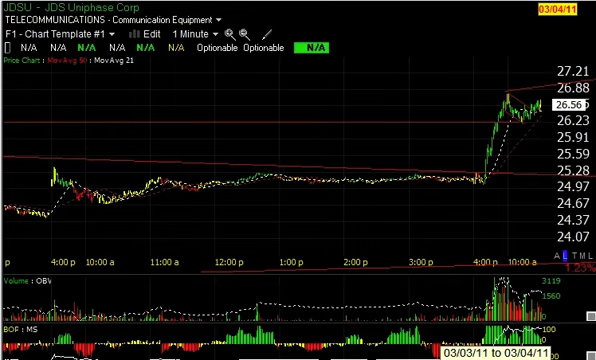 JDSU - JDS Uniphase Corp
03/04/11
TELECOMMUNICATIONS - Communication Equipment
F1 - Chart Template #1 Edit 1 Minute
N/A N/A N/A N/A N/A Optionable Optionable N/A
Price Chart : MovAvg 50 : MovAvg 21
27.21
26.88
26.56
26.23
25.91
25.59
25.28
24.97
24.67
24.37
24.07
A L T M L
p 4:00 p 10:00 a 11:00 a 12:00 p 1:00 p 2:00 p 3:00 p 4:00 p 10:00 a
1.23%
Volume : OBV
3119
1560
BOP : MS
100
0
03/03/11 to 03/04/11